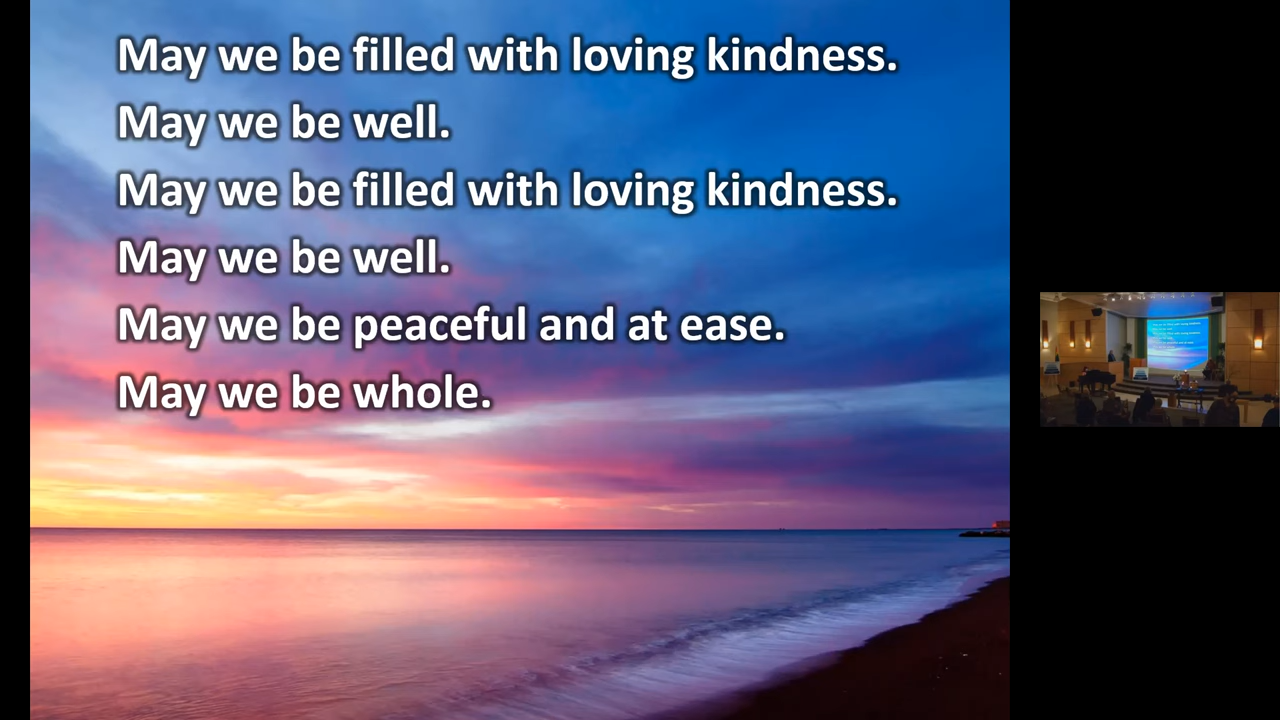 May we be filled with loving kindness.
May we be well.
May we be filled with loving kindness.
May we be well.
May we be peaceful and at ease.
May we be whole.